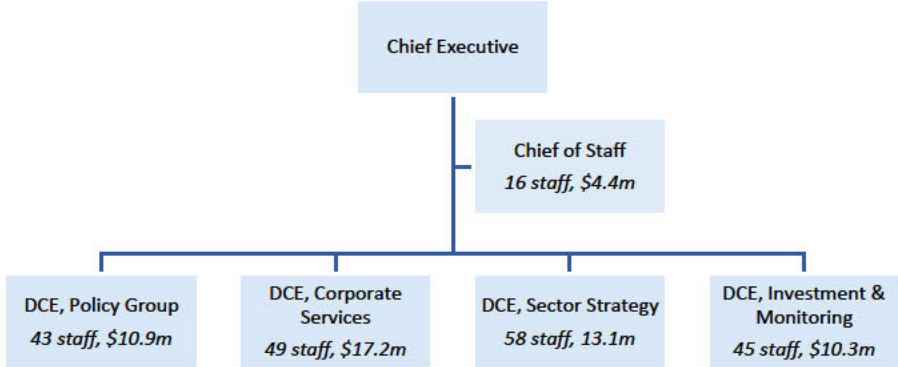 Chief Executive
Chief of Staff
16 staff, $4.4m
DCE, Policy Group
43 staff, $10.9m
DCE, Corporate
Services
49 staff, $17.2m
DCE, Sector Strategy
58 staff, 13.1m
DCE, Investment &
Monitoring
45 staff, $10.3m